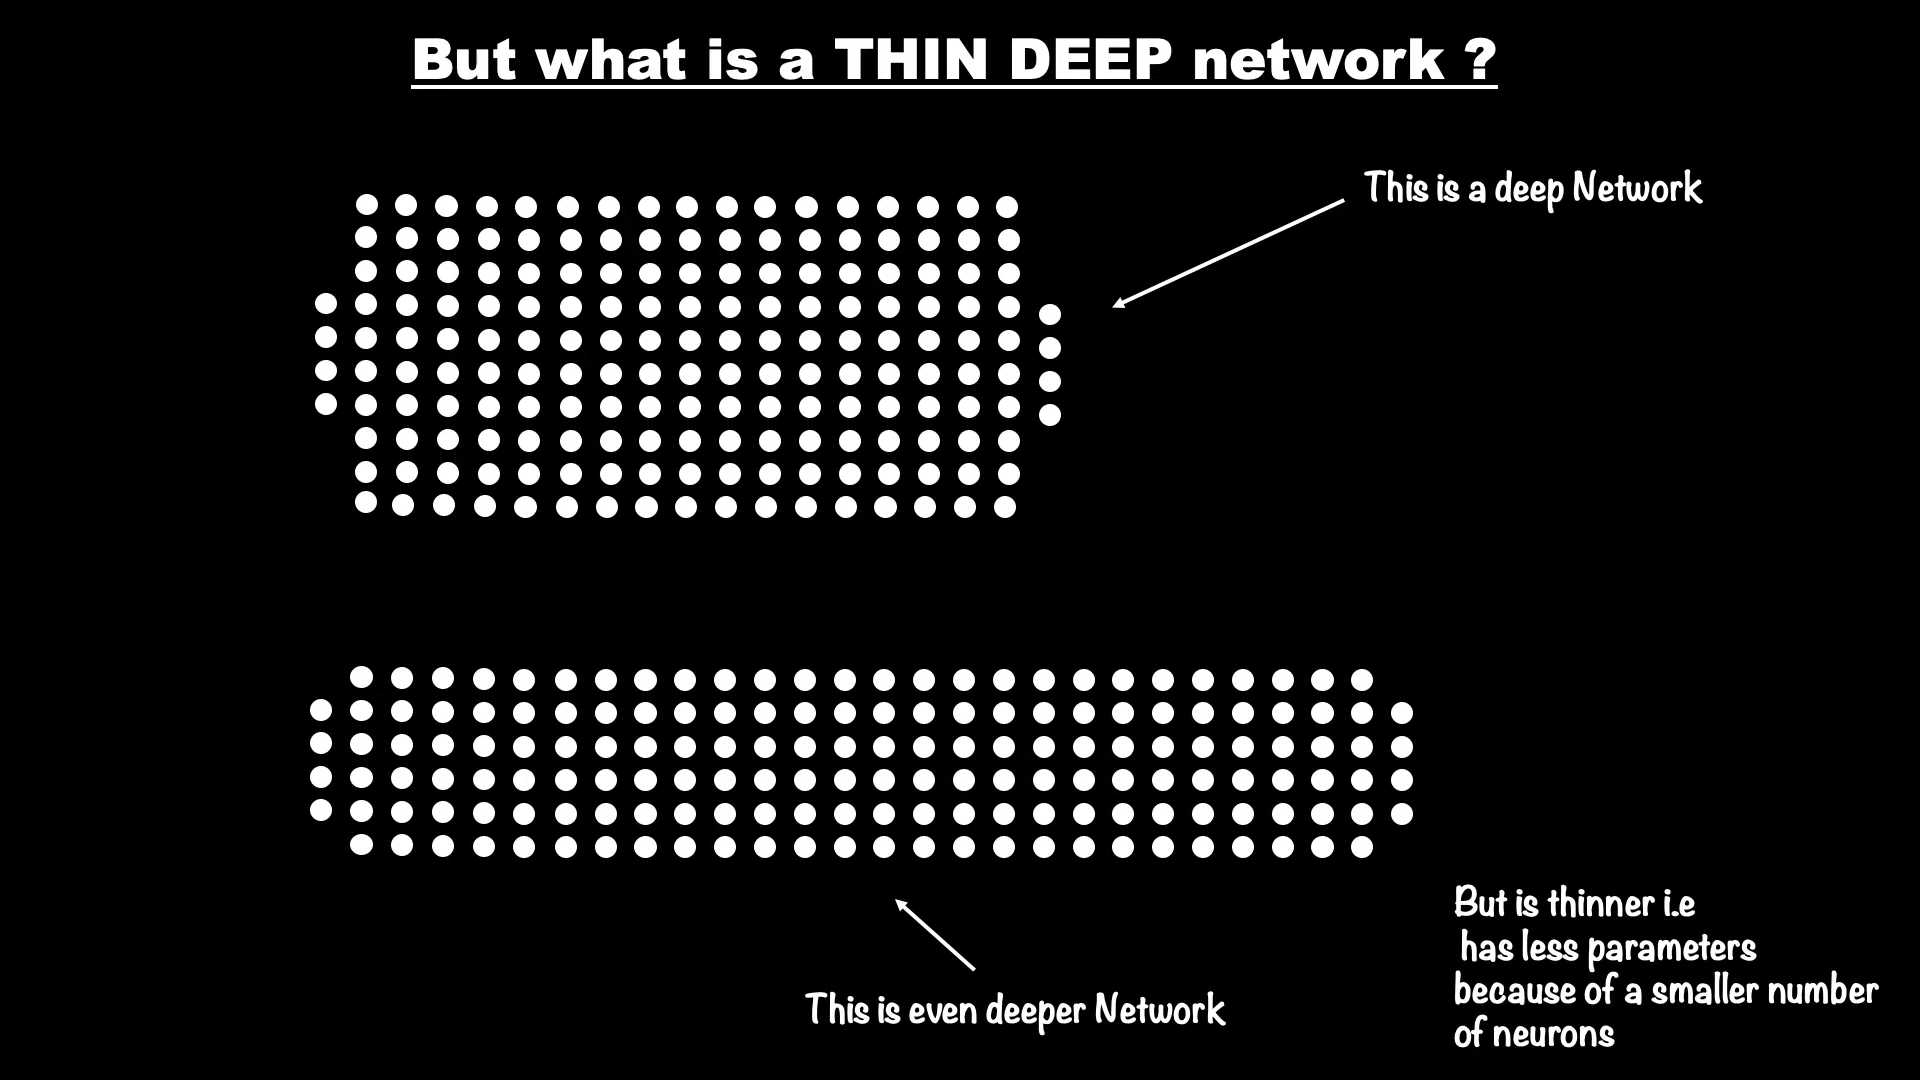 But what is a THIN DEEP network ?
This is a deep Network
This is even deeper Network
But is thinner i.e
has less parameters
because of a smaller number
of neurons